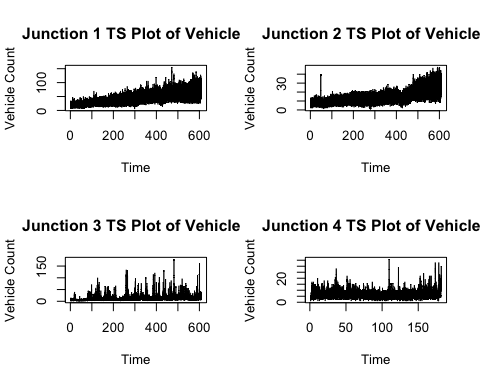 Junction 1 TS Plot of Vehicle
Vehicle Count
0 100
0 200 400 600
Time
Junction 2 TS Plot of Vehicle
Vehicle Count
0 30
0 200 400 600
Time
Junction 3 TS Plot of Vehicle
Vehicle Count
0 150
0 200 400 600
Time
Junction 4 TS Plot of Vehicle
Vehicle Count
0 20
0 50 100 150
Time